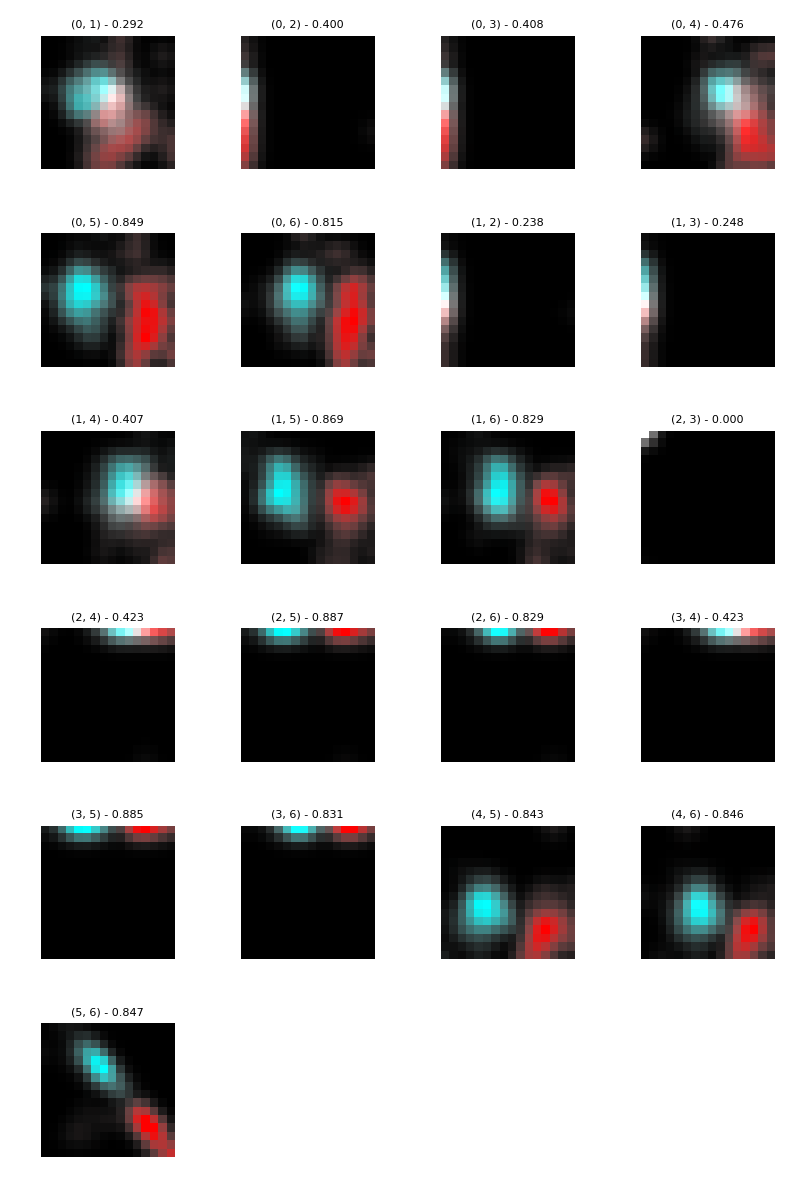 (0, 1) - 0.292 (0, 2) - 0.400 (0, 3) - 0.408 (0, 4) - 0.476
(0, 5) - 0.849 (0, 6) - 0.815 (1, 2) - 0.238 (1, 3) - 0.248
(1, 4) - 0.407 (1, 5) - 0.869 (1, 6) - 0.829 (2, 3) - 0.000
(2, 4) - 0.423 (2, 5) - 0.887 (2, 6) - 0.829 (3, 4) - 0.423
(3, 5) - 0.885 (3, 6) - 0.831 (4, 5) - 0.843 (4, 6) - 0.846
(5, 6) - 0.847